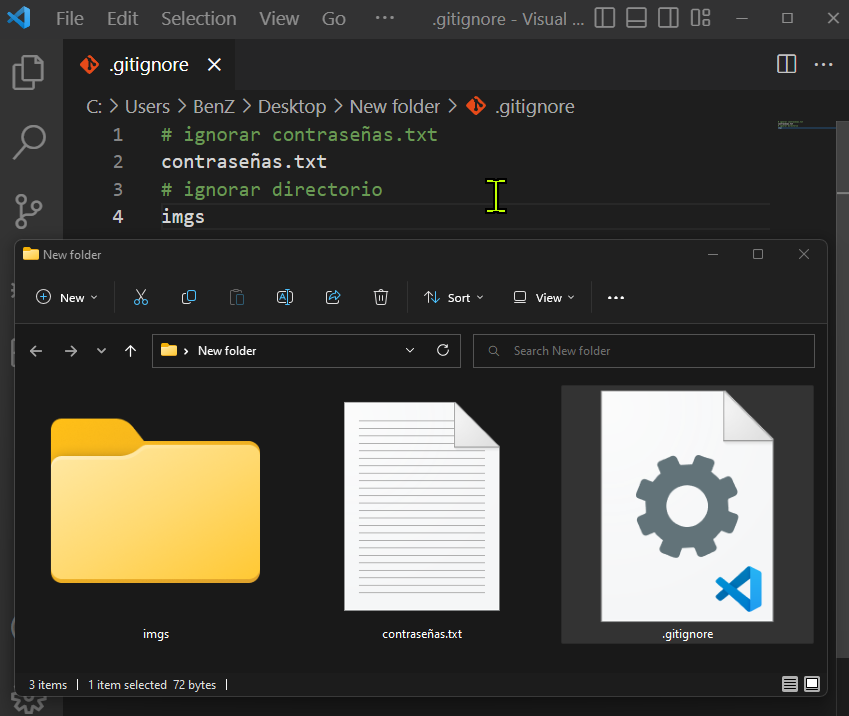 File Edit Selection View Go ··· .gitignore - Visual ...
.gitignore
C: > Users > BenZ > Desktop > New folder > .gitignore
1 # ignorar contraseñas.txt
2 contraseñas.txt
3 # ignorar directorio
4 imgs
New folder
New Sort View
New folder Search New folder
imgs contraseñas.txt .gitignore
3 items | 1 item selected 72 bytes |